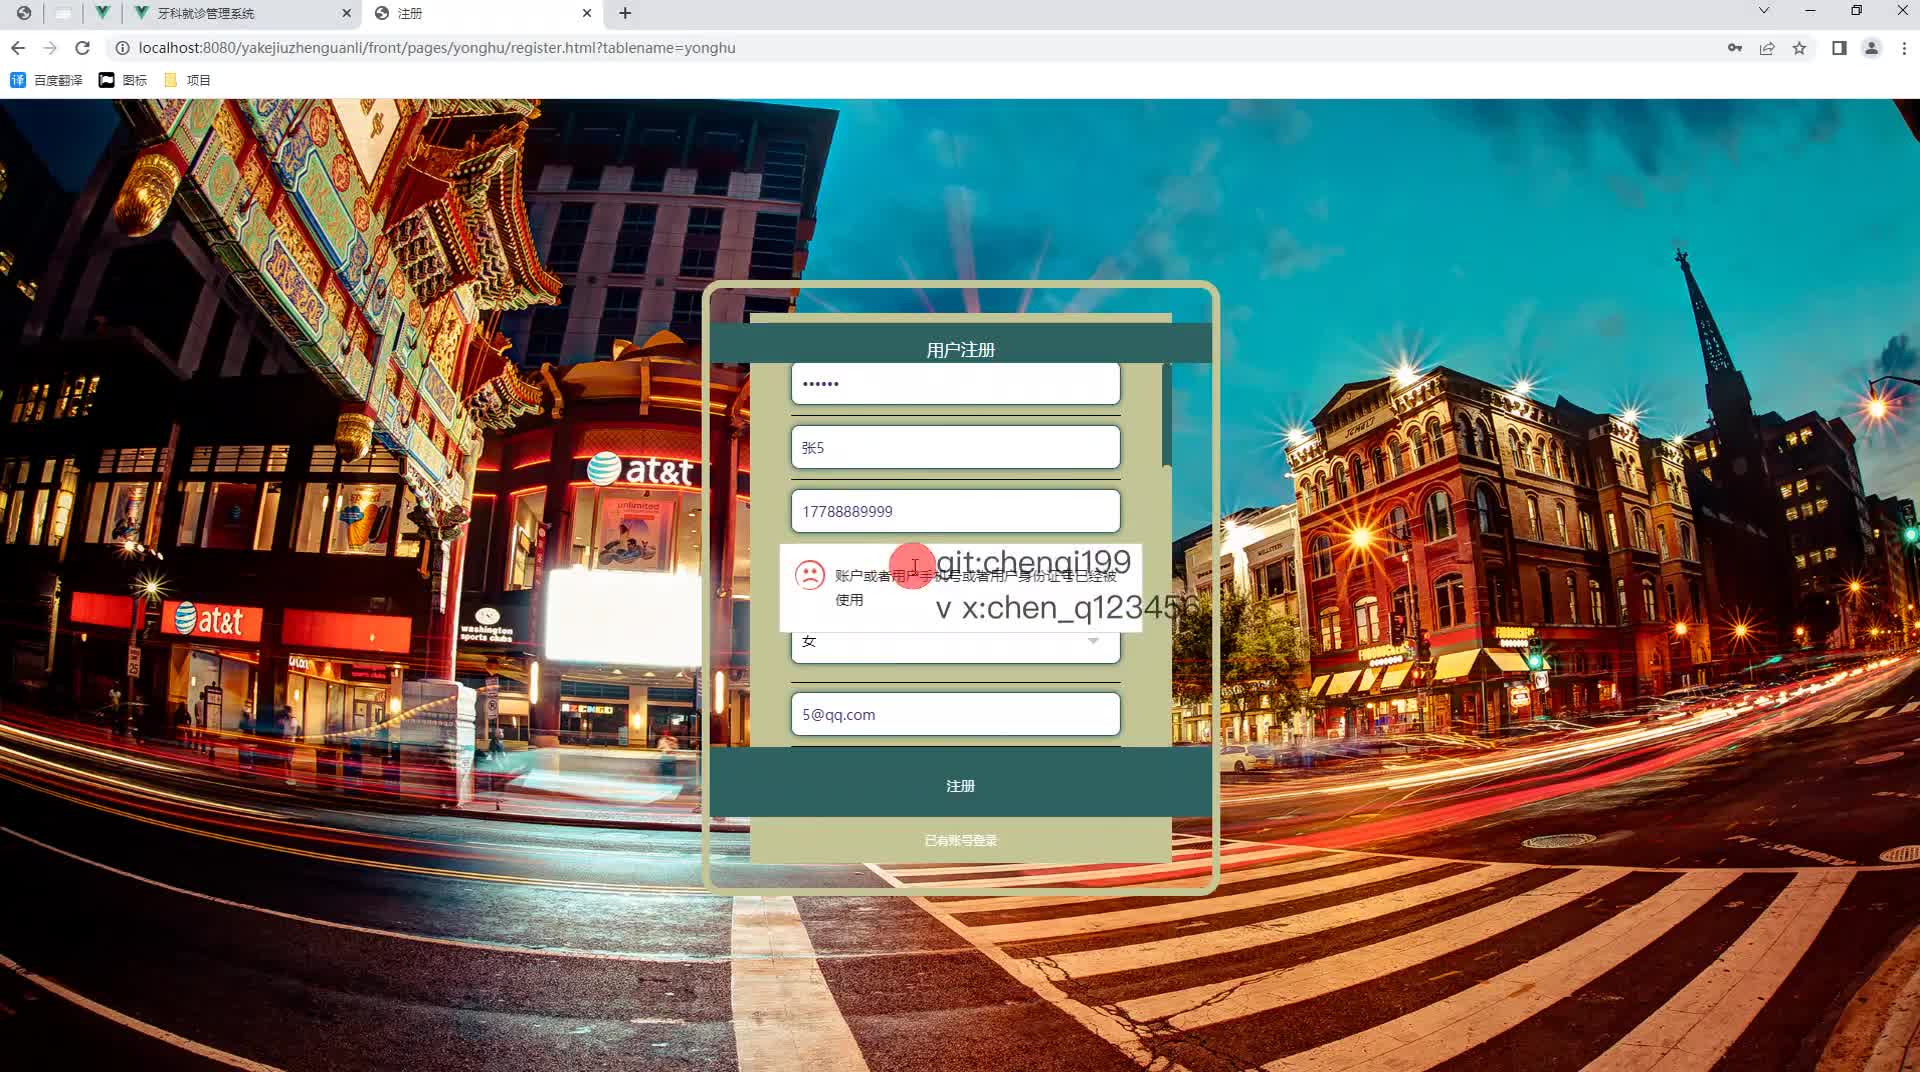 牙科就诊管理系统
注册
localhost:8080/yakejiuzhenguanli/front/pages/yonghu/register.html?tablename=yonghu
译 百度翻译
图标
项目
用户注册
••••••
张5
17788889999
git:chenqi199
账户或者用户手机号或者用户身份证号已经被
使用
v x:chen_q123456
女
5@qq.com
注册
已有账号登录
at&t
unlimited
at&t
washington
sports clubs